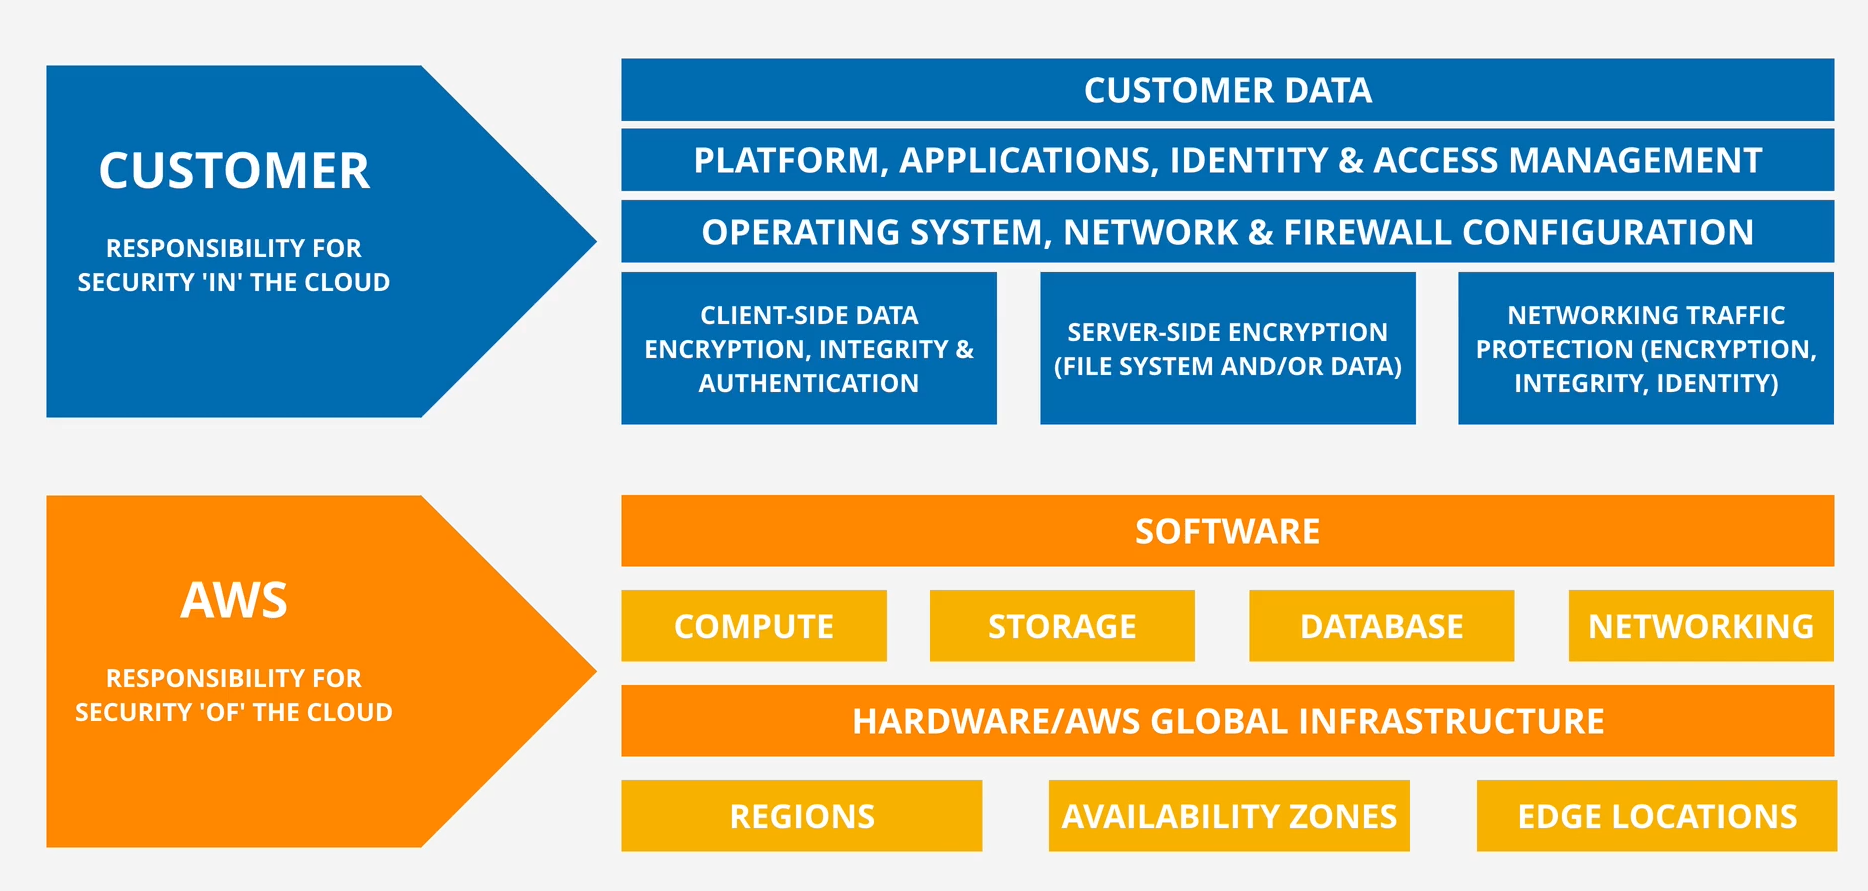 CUSTOMER
RESPONSIBILITY FOR
SECURITY 'IN' THE CLOUD
CUSTOMER DATA
PLATFORM, APPLICATIONS, IDENTITY & ACCESS MANAGEMENT
OPERATING SYSTEM, NETWORK & FIREWALL CONFIGURATION
CLIENT-SIDE DATA
ENCRYPTION, INTEGRITY &
AUTHENTICATION
SERVER-SIDE ENCRYPTION
(FILE SYSTEM AND/OR DATA)
NETWORKING TRAFFIC
PROTECTION (ENCRYPTION,
INTEGRITY, IDENTITY)
AWS
RESPONSIBILITY FOR
SECURITY 'OF' THE CLOUD
SOFTWARE
COMPUTE
STORAGE
DATABASE
NETWORKING
HARDWARE/AWS GLOBAL INFRASTRUCTURE
REGIONS
AVAILABILITY ZONES
EDGE LOCATIONS